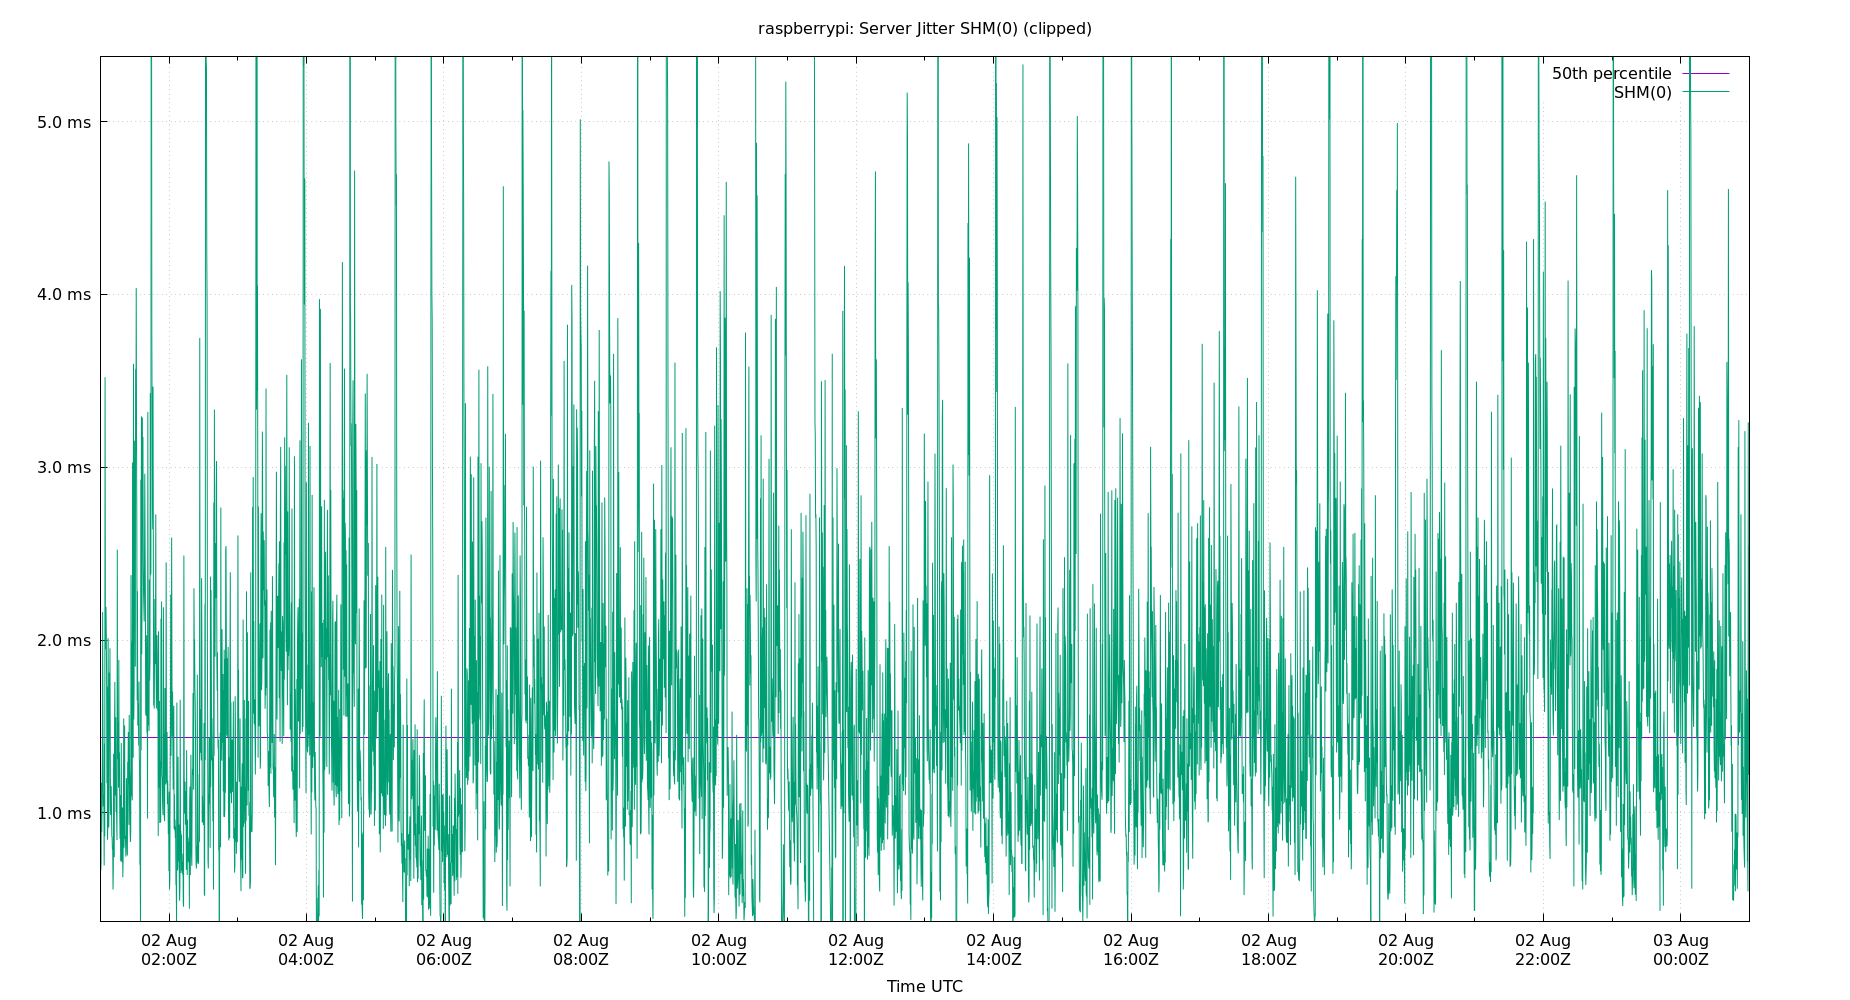 raspberrypi: Server Jitter SHM(0) (clipped)
50th percentile
SHM(0)
5.0 ms
4.0 ms
3.0 ms
2.0 ms
1.0 ms
02 Aug 02 Aug 02 Aug 02 Aug 02 Aug 02 Aug 02 Aug 02 Aug 02 Aug 02 Aug 02 Aug 03 Aug
02:00Z 04:00Z 06:00Z 08:00Z 10:00Z 12:00Z 14:00Z 16:00Z 18:00Z 20:00Z 22:00Z 00:00Z
Time UTC